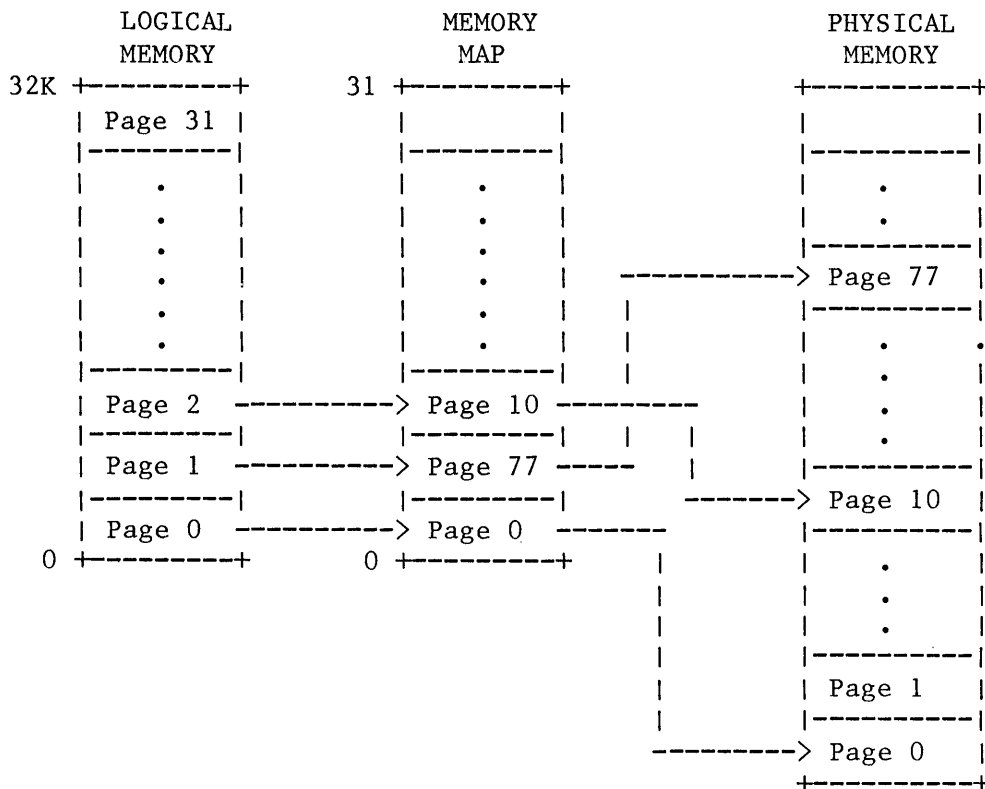 LOGICAL MEMORY PHYSICAL
MEMORY MAP MEMORY
32K 31
Page 31
Page 77
Page 2 Page 10
Page 1 Page 77
Page 10
Page 0 Page 0
0 0
Page 1
Page 0